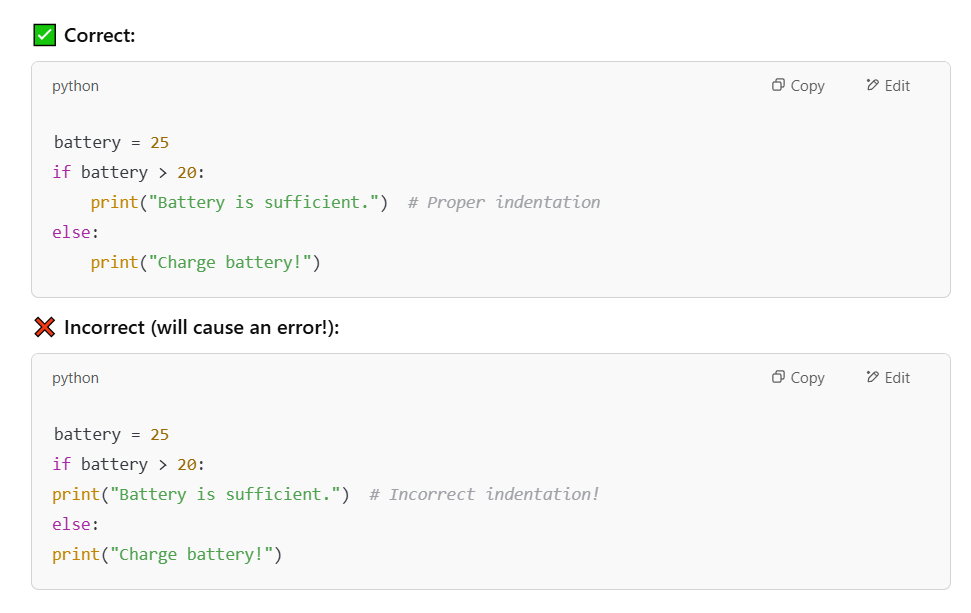 ✅ Correct:
python Copy Edit
battery = 25
if battery > 20:
    print("Battery is sufficient.")  # Proper indentation
else:
    print("Charge battery!")
❌ Incorrect (will cause an error!):
python Copy Edit
battery = 25
if battery > 20:
print("Battery is sufficient.")  # Incorrect indentation!
else:
print("Charge battery!")